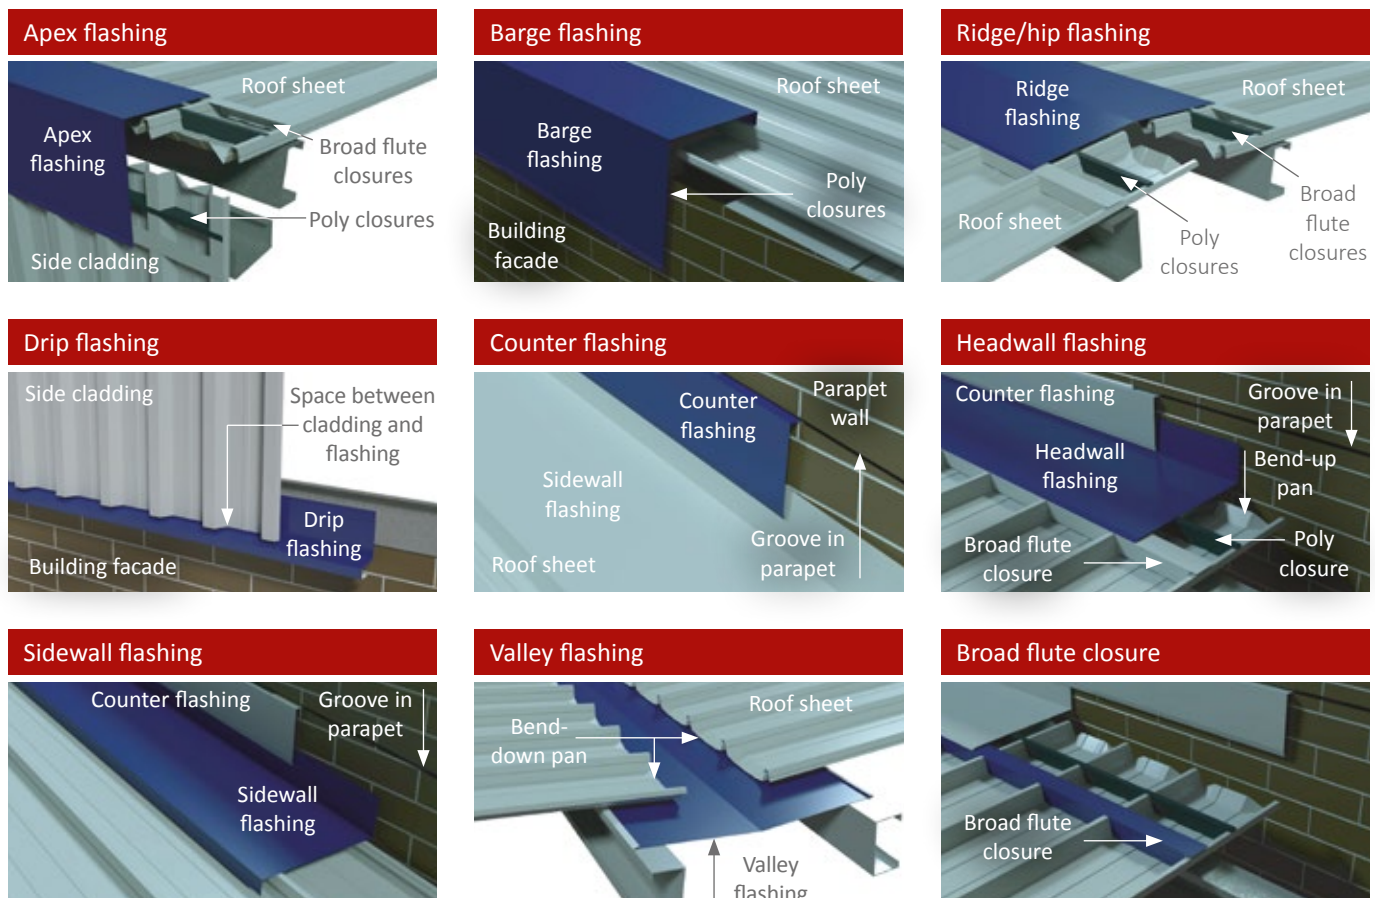 Apex flashing
Roof sheet
Apex
flashing
Broad flute
closures
Poly closures
Side cladding
Barge flashing
Roof sheet
Barge
flashing
Poly
closures
Building
facade
Ridge/hip flashing
Ridge
flashing
Roof sheet
Roof sheet
Poly
closures
Broad
flute
closures
Drip flashing
Side cladding
Space between
cladding and
flashing
Drip
flashing
Building facade
Counter flashing
Counter
flashing
Parapet
wall
Sidewall
flashing
Roof sheet
Groove in
parapet
Headwall flashing
Counter flashing
Groove in
parapet
Headwall
flashing
Bend-up
pan
Broad flute
closure
Poly
closure
Sidewall flashing
Counter flashing
Groove in
parapet
Sidewall
flashing
Valley flashing
Roof sheet
Bend-
down pan
Valley
flashing
Broad flute closure
Broad flute
closure